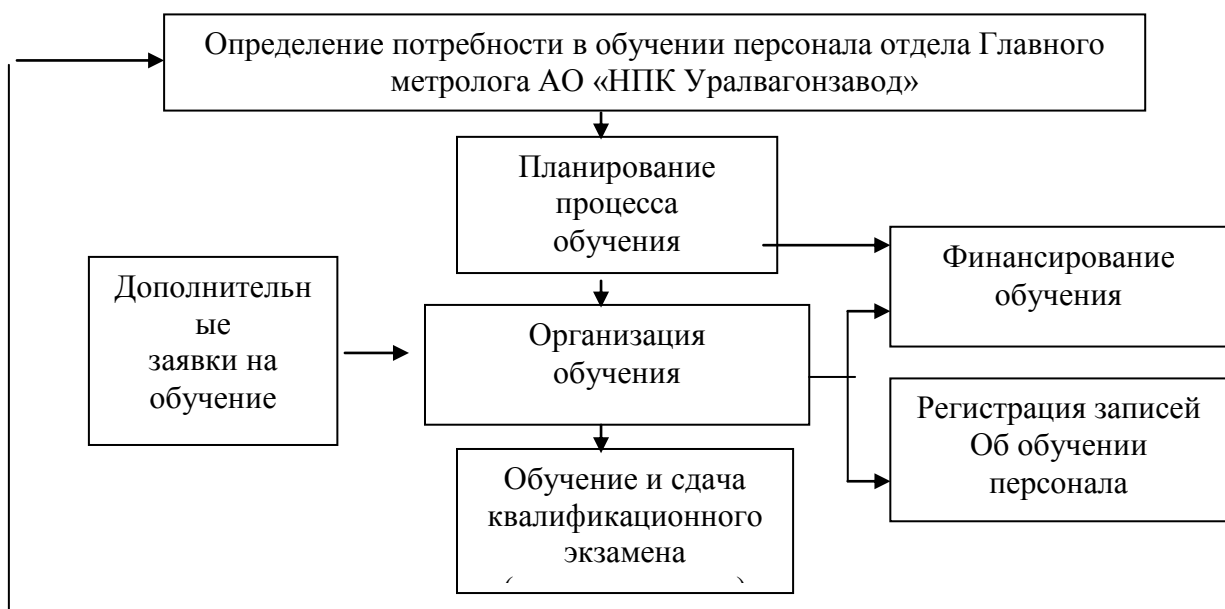 Определение потребности в обучении персонала отдела Главного
метролога АО «НПК Уралвагонзавод»
Планирование
процесса
обучения
Финансирование
обучения
Дополнительн
ые
заявки на
обучение
Организация
обучения
Регистрация записей
Об обучении
персонала
Обучение и сдача
квалификационного
экзамена